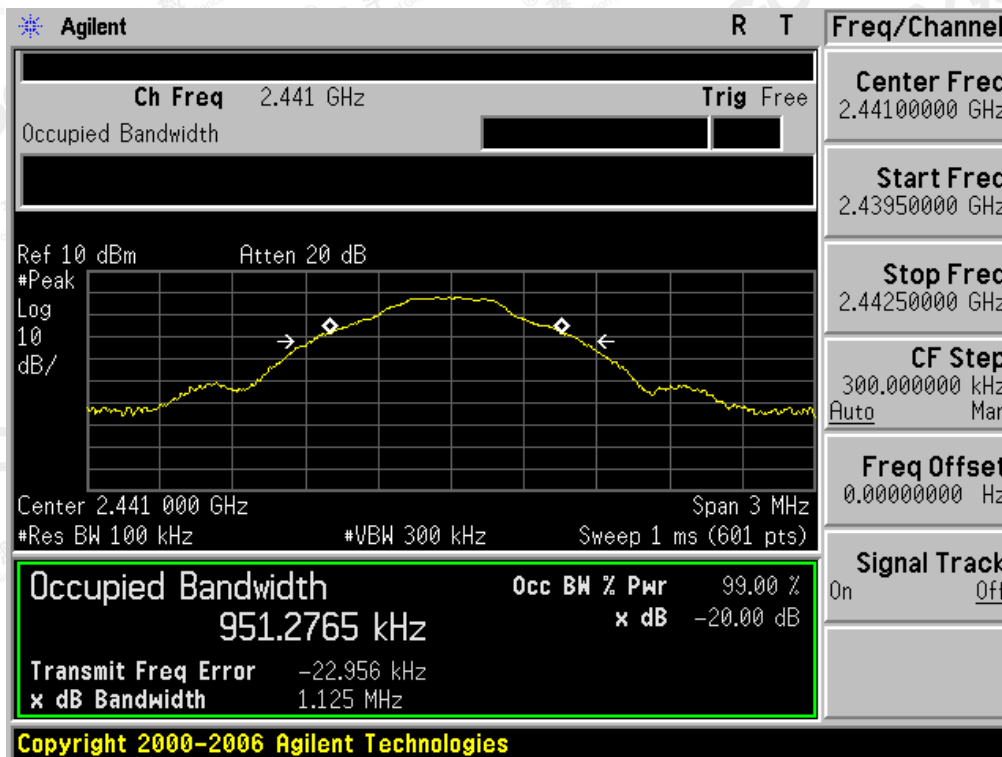 Agilent R T Freq/Channel
Ch Freq 2.441 GHz Trig Free
Occupied Bandwidth
Center Freq
2.44100000 GHz
Start Freq
2.43950000 GHz
Stop Freq
2.44250000 GHz
CF Step
300.000000 kHz
Auto Man
Freq Offset
0.00000000 Hz
Signal Track
On Off
Ref 10 dBm Atten 20 dB
#Peak
Log
10
dB/
Center 2.441 000 GHz Span 3 MHz
#Res BW 100 kHz #VBW 300 kHz Sweep 1 ms (601 pts)
Occupied Bandwidth Occ BW % Pwr 99.00 %
951.2765 kHz x dB -20.00 dB
Transmit Freq Error -22.956 kHz
x dB Bandwidth 1.125 MHz
Copyright 2000-2006 Agilent Technologies